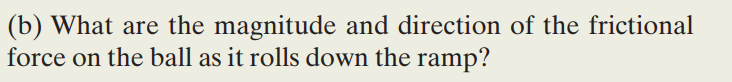 (b) What are the magnitude and direction of the frictional
force on the ball as it rolls down the ramp?